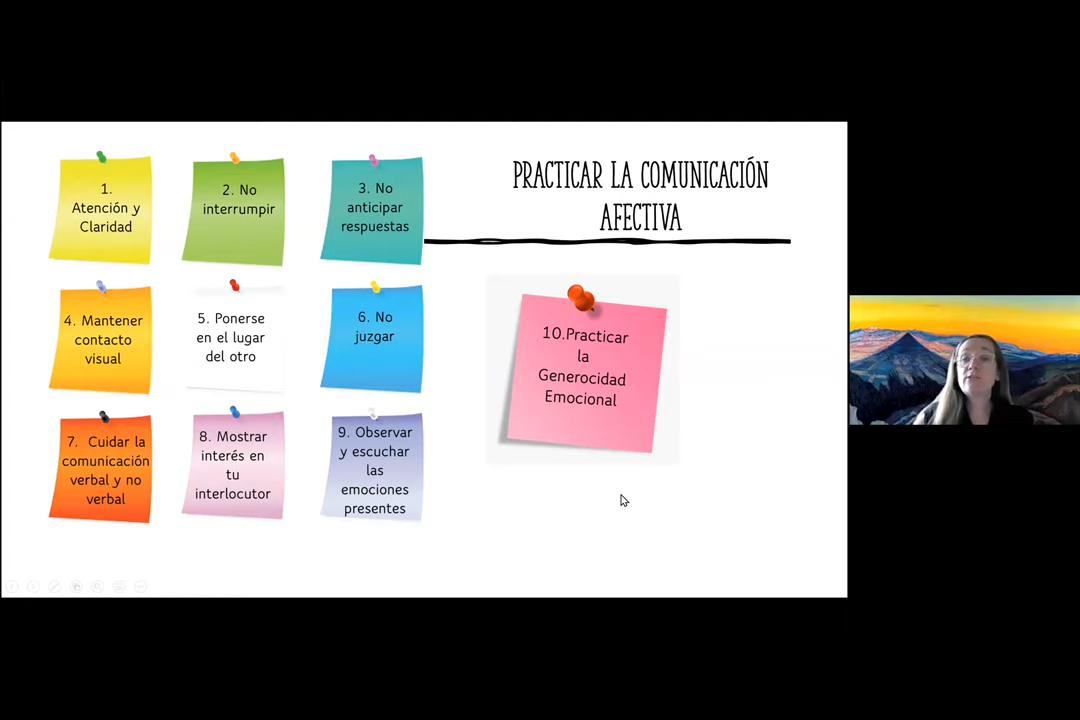 PRACTICAR LA COMUNICACIÓN
AFECTIVA
1.
Atención y
Claridad
2. No
interrumpir
3. No
anticipar
respuestas
4. Mantener
contacto
visual
5. Ponerse
en el lugar
del otro
6. No
juzgar
7. Cuidar la
comunicación
verbal y no
verbal
8. Mostrar
interés en
tu
interlocutor
9. Observar
y escuchar
las
emociones
presentes
10.Practicar
la
Generocidad
Emocional